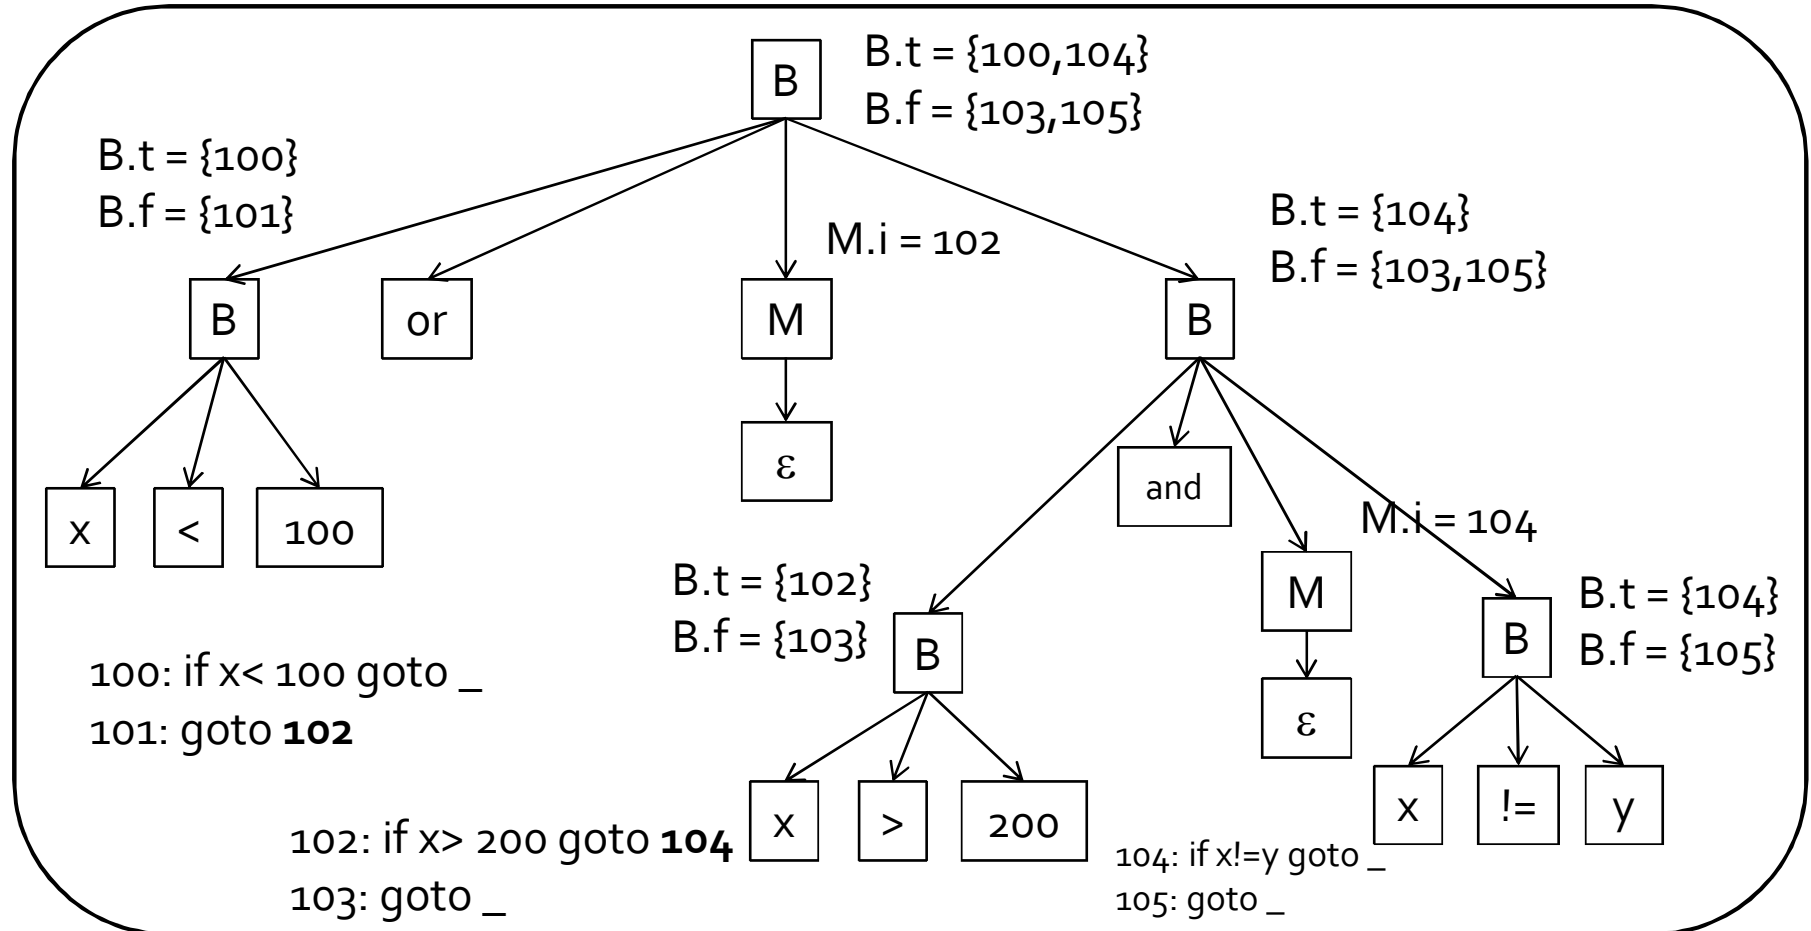 B
B.t = {100,104}
B.f = {103,105}
B.t = {100}
B.f = {101}
B.t = {104}
B.f = {103,105}
M.i = 102
B
or
M
B
ε
and
x
<
100
M.i = 104
B.t = {102}
B.f = {103}
B
M
B.t = {104}
B.f = {105}
B
100: if x< 100 goto _
101: goto 102
ε
x
>
200
x
!=
y
102: if x> 200 goto 104
103: goto _
104: if x!=y goto _
105: goto _